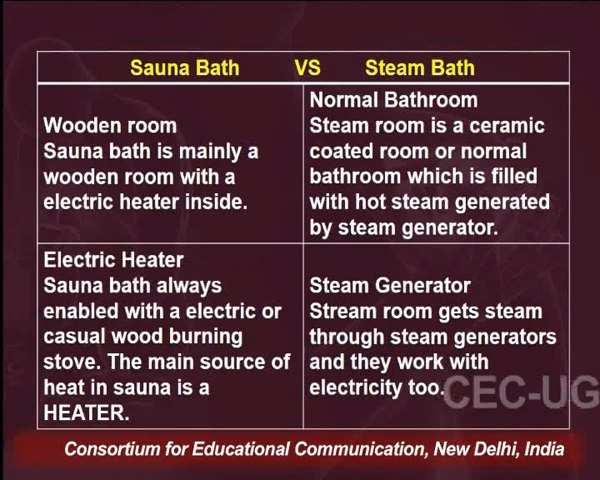 Sauna Bath VS Steam Bath
Wooden room
Sauna bath is mainly a
wooden room with a
electric heater inside.
Normal Bathroom
Steam room is a ceramic
coated room or normal
bathroom which is filled
with hot steam generated
by steam generator.
Electric Heater
Sauna bath always
enabled with a electric or
casual wood burning
stove. The main source of
heat in sauna is a
HEATER.
Steam Generator
Stream room gets steam
through steam generators
and they work with
electricity too.
CEC-UG
Consortium for Educational Communication, New Delhi, India